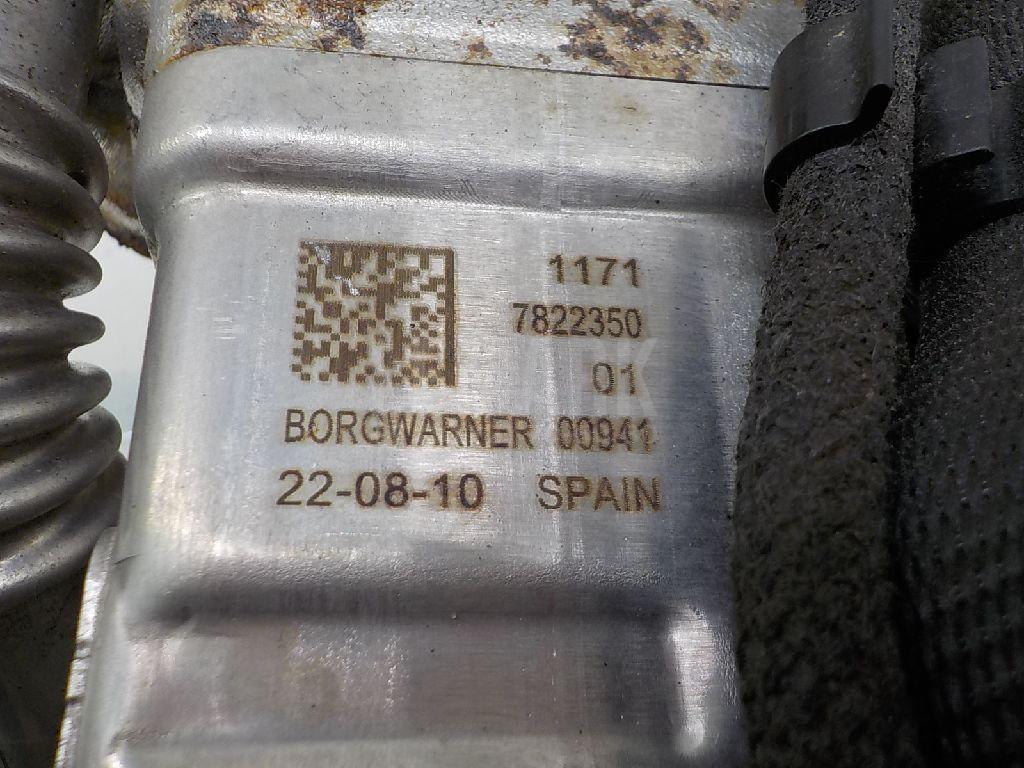 1171
7822350
01
BORGWARNER 00941
22-08-10 SPAIN